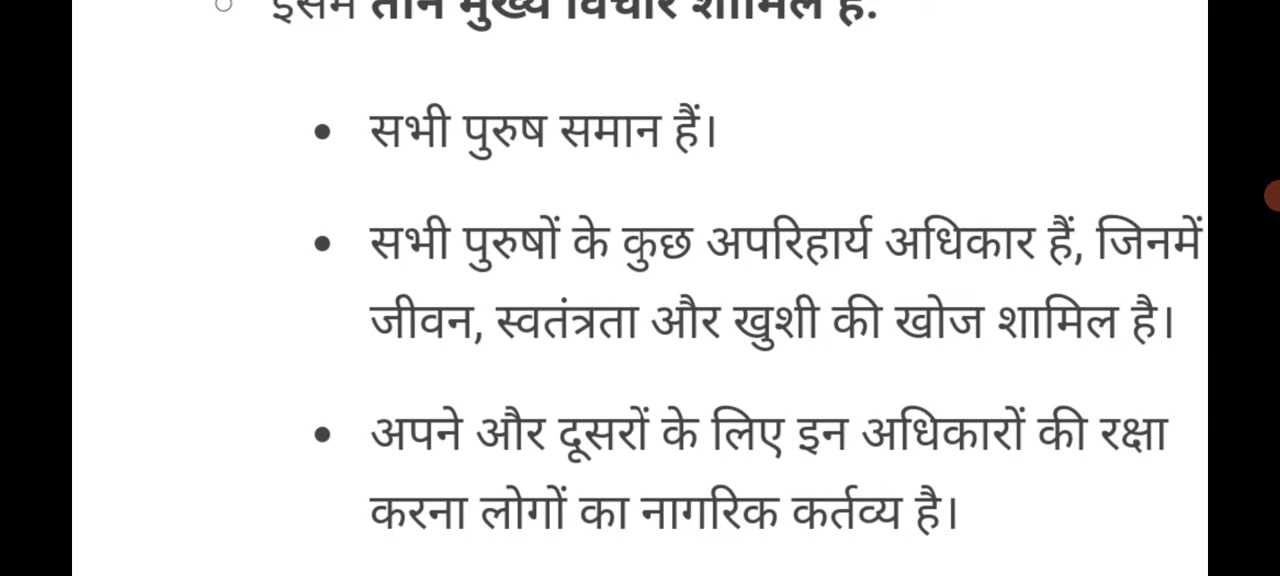 इसमें तीन मुख्य विचार शामिल हैं:
सभी पुरुष समान हैं।
सभी पुरुषों के कुछ अपरिहार्य अधिकार हैं, जिनमें
जीवन, स्वतंत्रता और खुशी की खोज शामिल है।
अपने और दूसरों के लिए इन अधिकारों की रक्षा
करना लोगों का नागरिक कर्तव्य है।